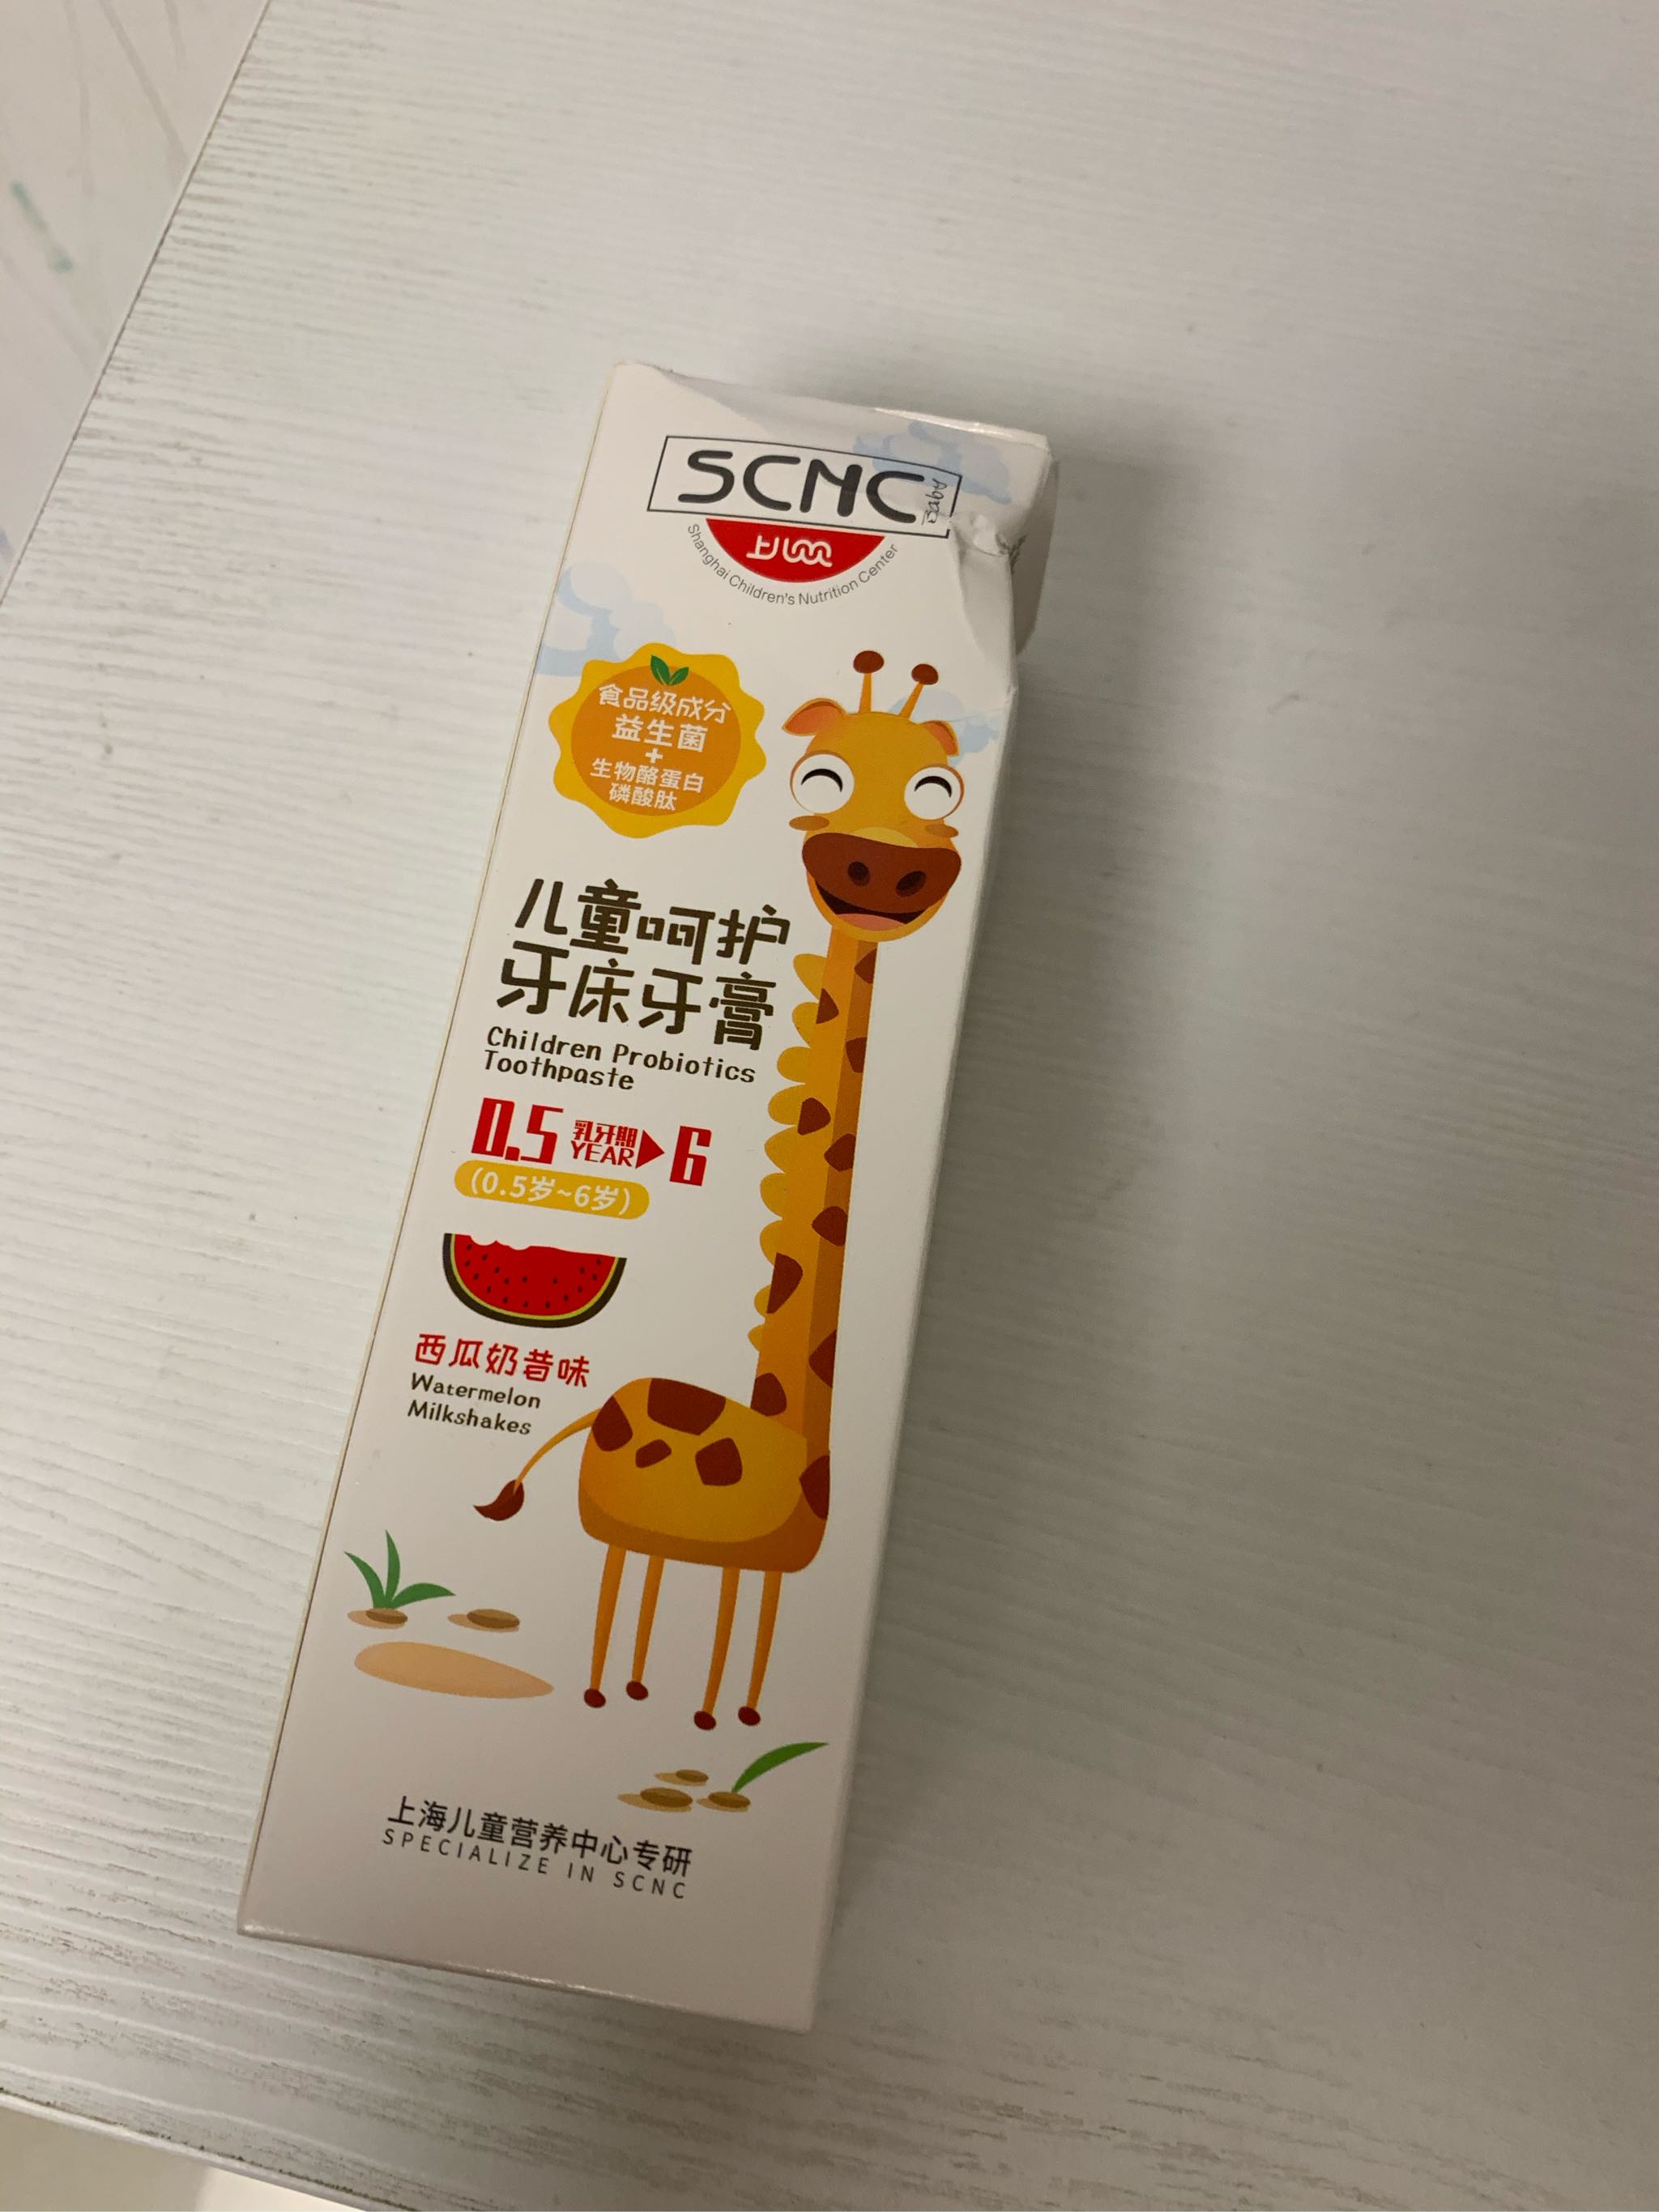 SCNC
Baby
上儿
Shanghai Children's Nutrition Center
食品级成分
益生菌
+
生物酪蛋白
磷酸肽
儿童呵护
牙床牙膏
Children Probiotics
Toothpaste
0.5 乳牙期 YEAR 6
(0.5岁~6岁)
西瓜奶昔味
Watermelon
Milkshakes
上海儿童营养中心专研
SPECIALIZE IN SCNC